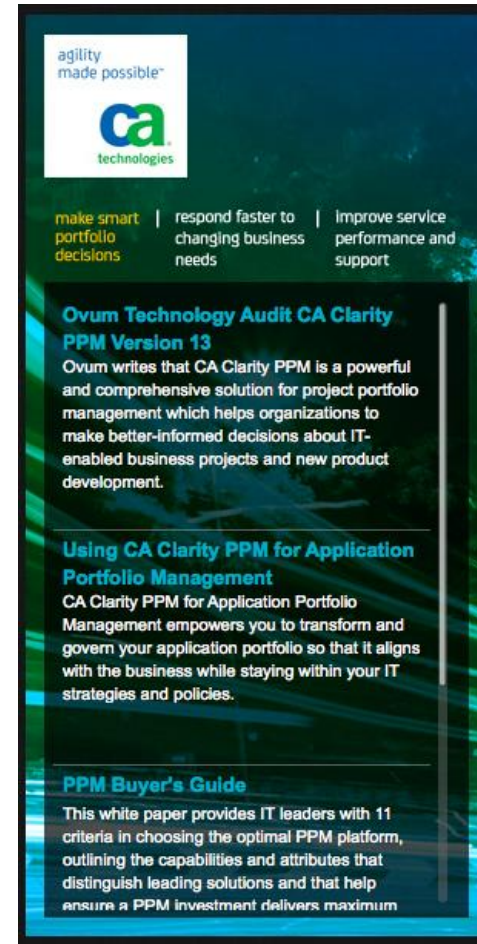 agility
made possible™
ca.
technologies
make smart
portfolio
decisions
respond faster to
changing business
needs
improve service
performance and
support
Ovum Technology Audit CA Clarity
PPM Version 13
Ovum writes that CA Clarity PPM is a powerful
and comprehensive solution for project portfolio
management which helps organizations to
make better-informed decisions about IT-
enabled business projects and new product
development.
Using CA Clarity PPM for Application
Portfolio Management
CA Clarity PPM for Application Portfolio
Management empowers you to transform and
govern your application portfolio so that it aligns
with the business while staying within your IT
strategies and policies.
PPM Buyer's Guide
This white paper provides IT leaders with 11
criteria in choosing the optimal PPM platform,
outlining the capabilities and attributes that
distinguish leading solutions and that help
ensure a PPM investment delivers maximum